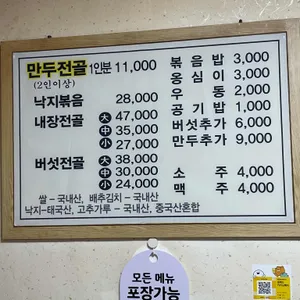 만두전골 1인분 11,000
(2인이상)
낙지볶음 28,000
내장전골 大 47,000
中 35,000
小 27,000
버섯전골 大 38,000
中 30,000
小 24,000
볶음밥 3,000
옹심이 3,000
우동 2,000
공기밥 1,000
버섯추가 6,000
만두추가 9,000
소주 4,000
맥주 4,000
쌀 - 국내산, 배추김치 - 국내산
낙지-태국산, 고추가루 - 국내산, 중국산혼합
모든 메뉴
포장가능